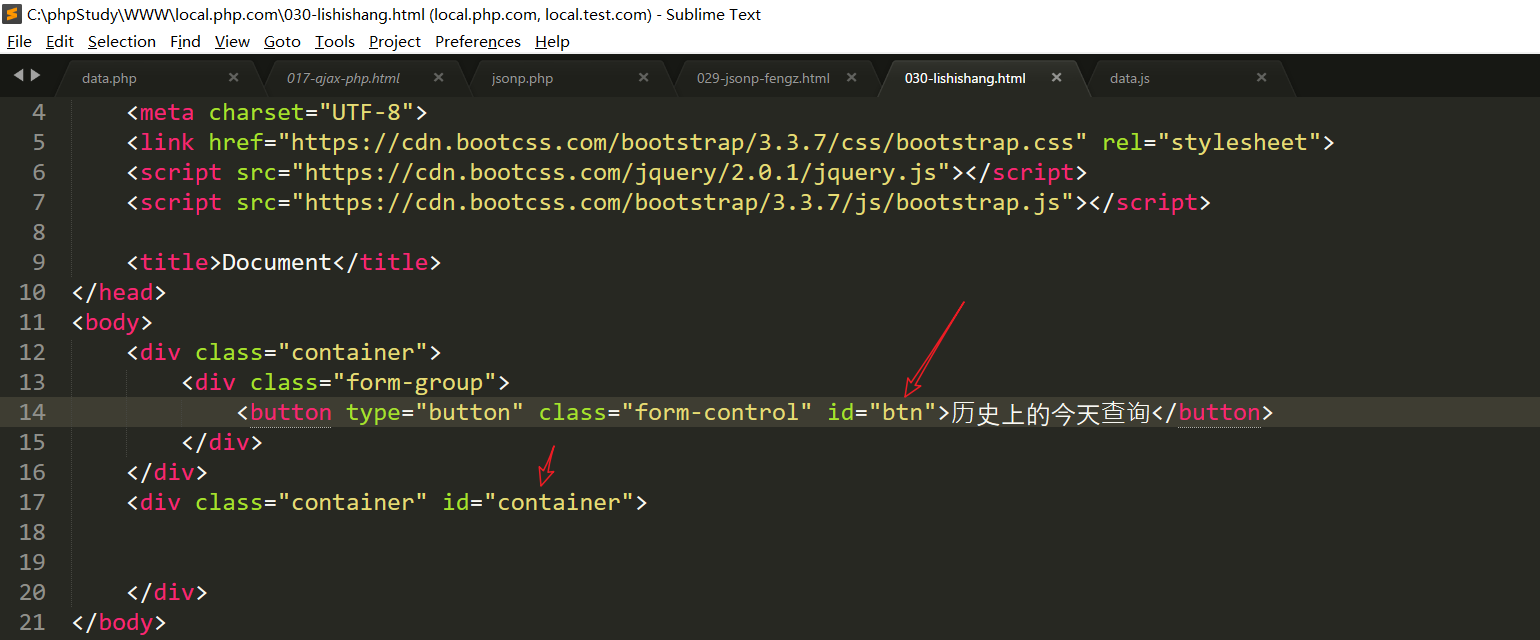 C:\phpStudy\WWW\local.php.com\030-lishishang.html (local.php.com, local.test.com) - Sublime Text
File Edit Selection Find View Goto Tools Project Preferences Help
data.php 017-ajax-php.html jsonp.php 029-jsonp-fengz.html 030-lishishang.html data.js
4 <meta charset="UTF-8">
5 <link href="https://cdn.bootcss.com/bootstrap/3.3.7/css/bootstrap.css" rel="stylesheet">
6 <script src="https://cdn.bootcss.com/jquery/2.0.1/jquery.js"></script>
7 <script src="https://cdn.bootcss.com/bootstrap/3.3.7/js/bootstrap.js"></script>
8
9 <title>Document</title>
10 </head>
11 <body>
12 <div class="container">
13 <div class="form-group">
14 <button type="button" class="form-control" id="btn">历史上的今天查询</button>
15 </div>
16 </div>
17 <div class="container" id="container">
18
19
20 </div>
21 </body>